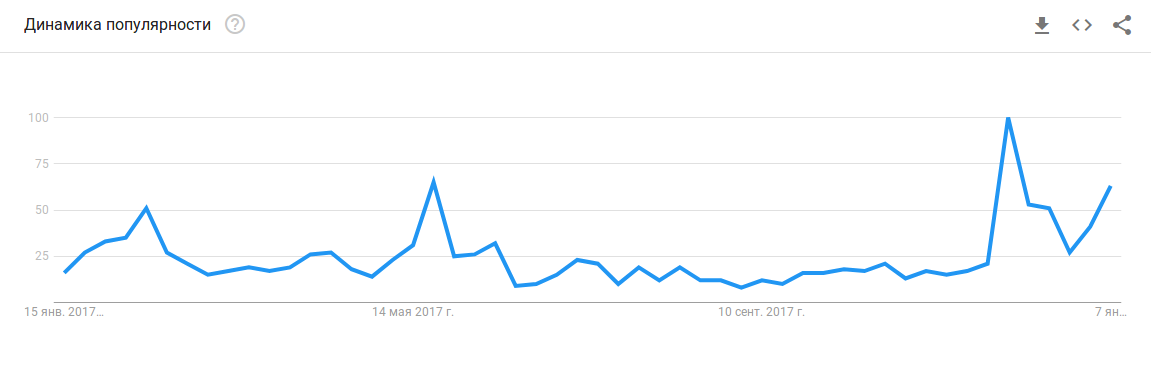 Динамика популярности
100
75
50
25
15 янв. 2017…
14 мая 2017 г.
10 сент. 2017 г.
7 ян…